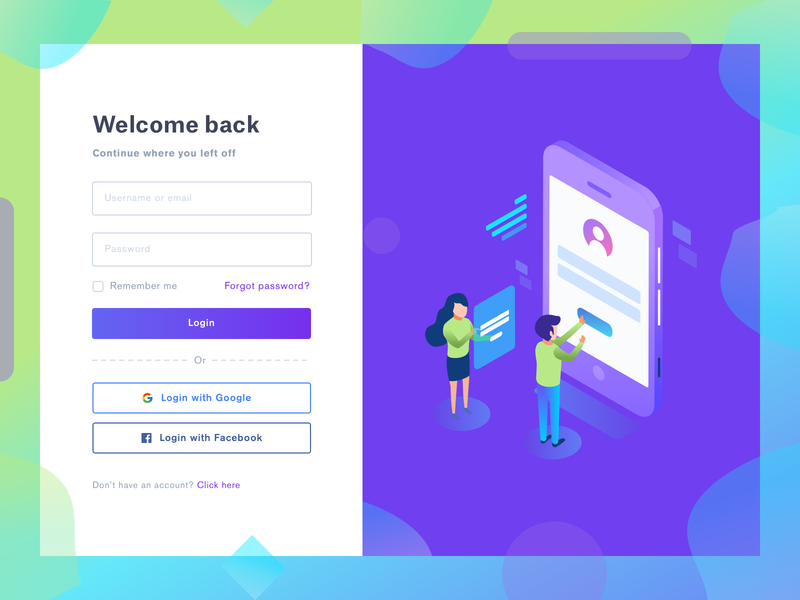 Welcome back
Continue where you left off
Username or email
Password
Remember me Forgot password?
Login
Or
Login with Google
Login with Facebook
Don't have an account? Click here